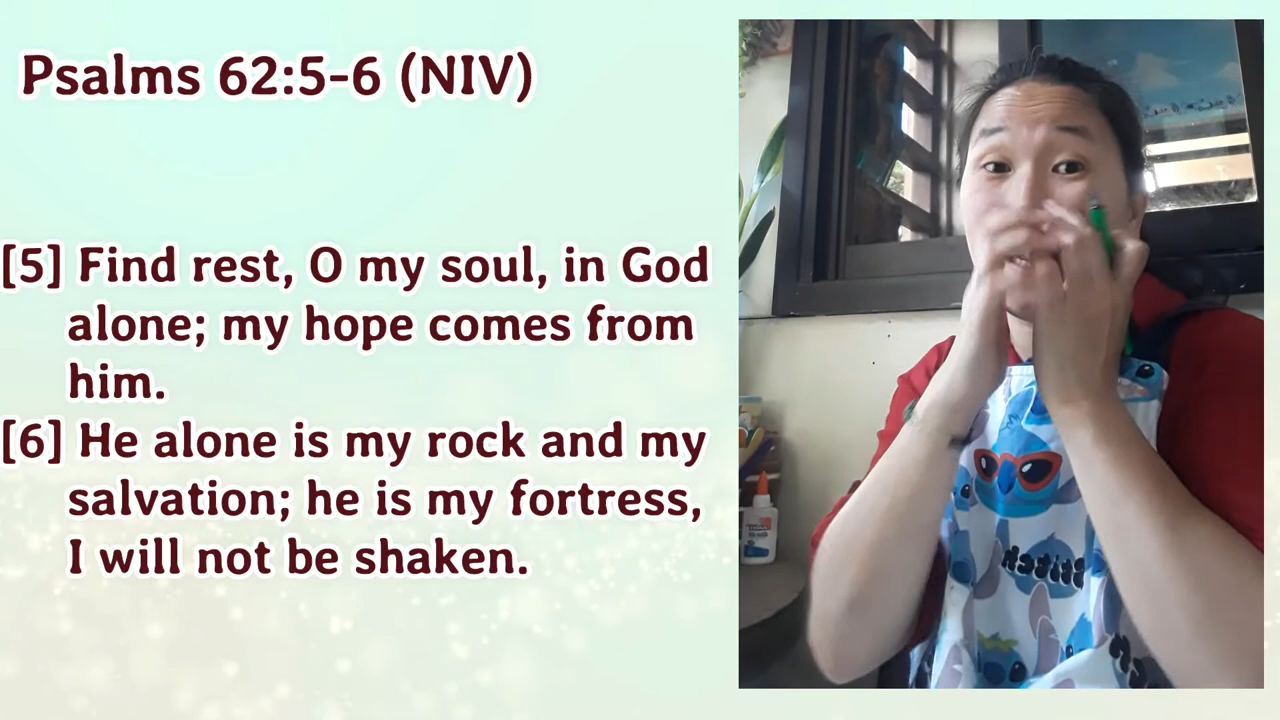 Psalms 62:5-6 (NIV)
[5] Find rest, O my soul, in God
alone; my hope comes from
him.
[6] He alone is my rock and my
salvation; he is my fortress,
I will not be shaken.
Stitch